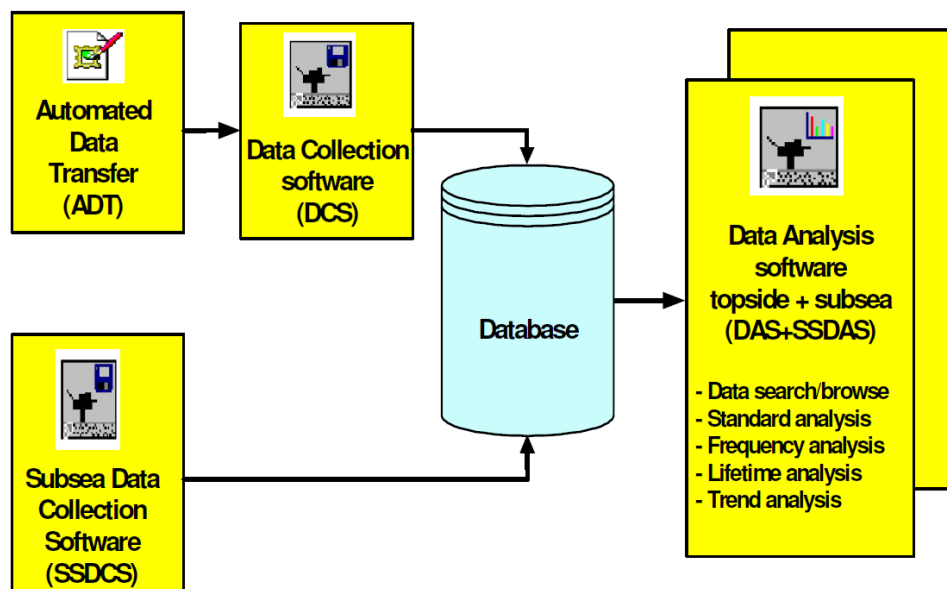 Automated
Data
Transfer
(ADT)
Data Collection
software
(DCS)
Database
Data Analysis
software
topside + subsea
(DAS+SSDAS)
- Data search/browse
- Standard analysis
- Frequency analysis
- Lifetime analysis
- Trend analysis
Subsea Data
Collection
Software
(SSDCS)